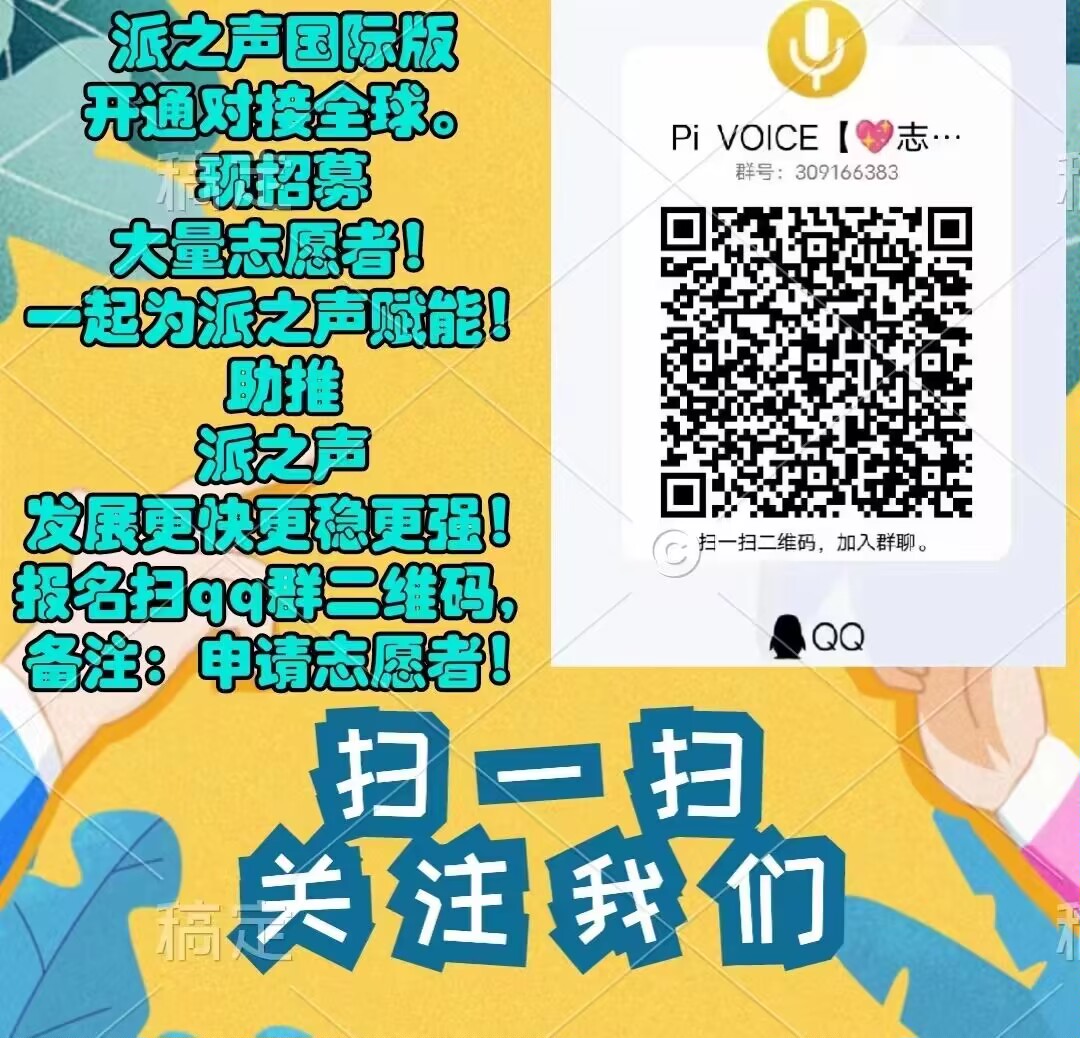 派之声国际版
开通对接全球。
现招募
大量志愿者!
一起为派之声赋能!
助推
派之声
发展更快更稳更强!
报名扫qq群二维码,
备注:申请志愿者!
Pi VOICE【💖志…
群号:309166383
扫一扫二维码,加入群聊。
QQ
扫一扫
关注我们
稿定
稿定
©